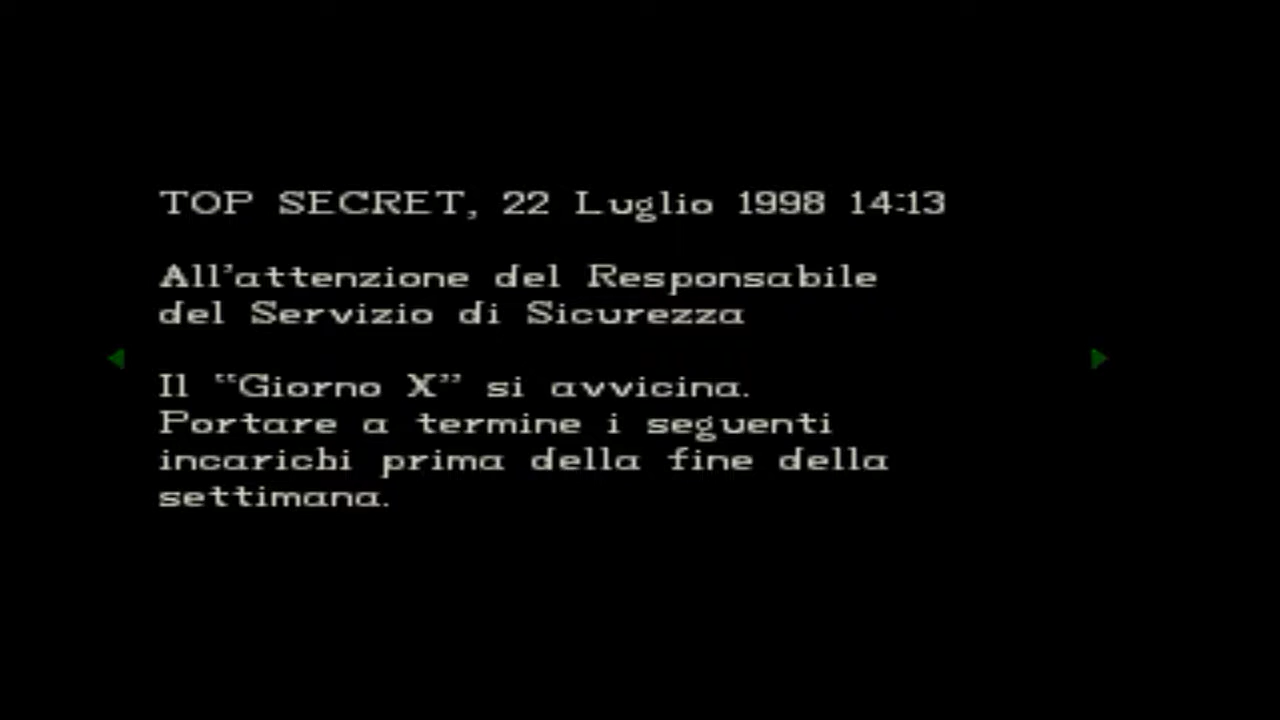 TOP SECRET, 22 Luglio 1998 14:13
All'attenzione del Responsabile
del Servizio di Sicurezza
Il “Giorno X” si avvicina.
Portare a termine i seguenti
incarichi prima della fine della
settimana.